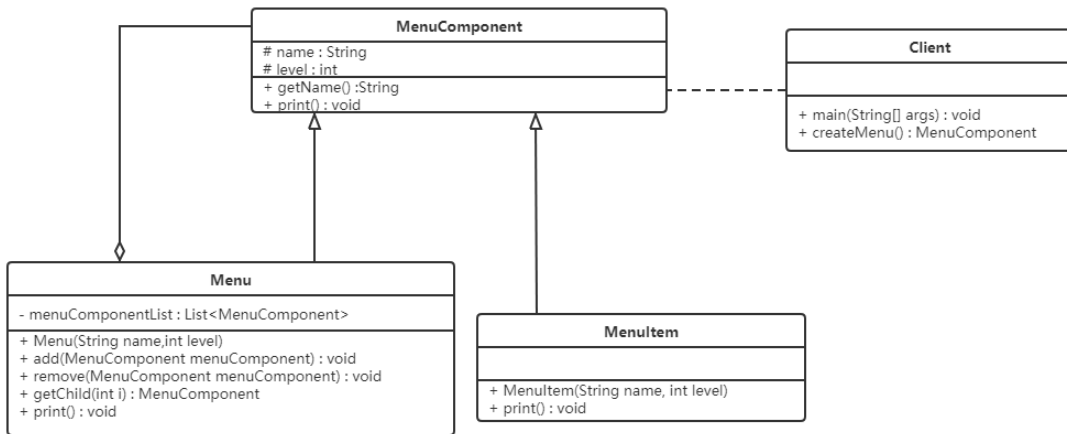 MenuComponent
# name : String
# level : int
+ getName() :String
+ print() : void
Client
+ main(String[] args) : void
+ createMenu() : MenuComponent
Menu
- menuComponentList : List<MenuComponent>
+ Menu(String name,int level)
+ add(MenuComponent menuComponent) : void
+ remove(MenuComponent menuComponent) : void
+ getChild(int i) : MenuComponent
+ print() : void
MenuItem
+ MenuItem(String name, int level)
+ print() : void